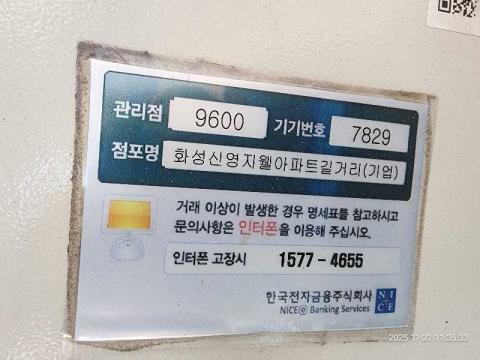 관리점 9600 기기번호 7829
점포명 화성신영지웰아파트길거리(기업)
거래 이상이 발생한 경우 명세표를 참고하시고
문의사항은 인터폰을 이용해 주십시오.
인터폰 고장시 1577-4655
한국전자금융주식회사
NICE@ Banking Services
NICE
2025-11-21 11:35:33